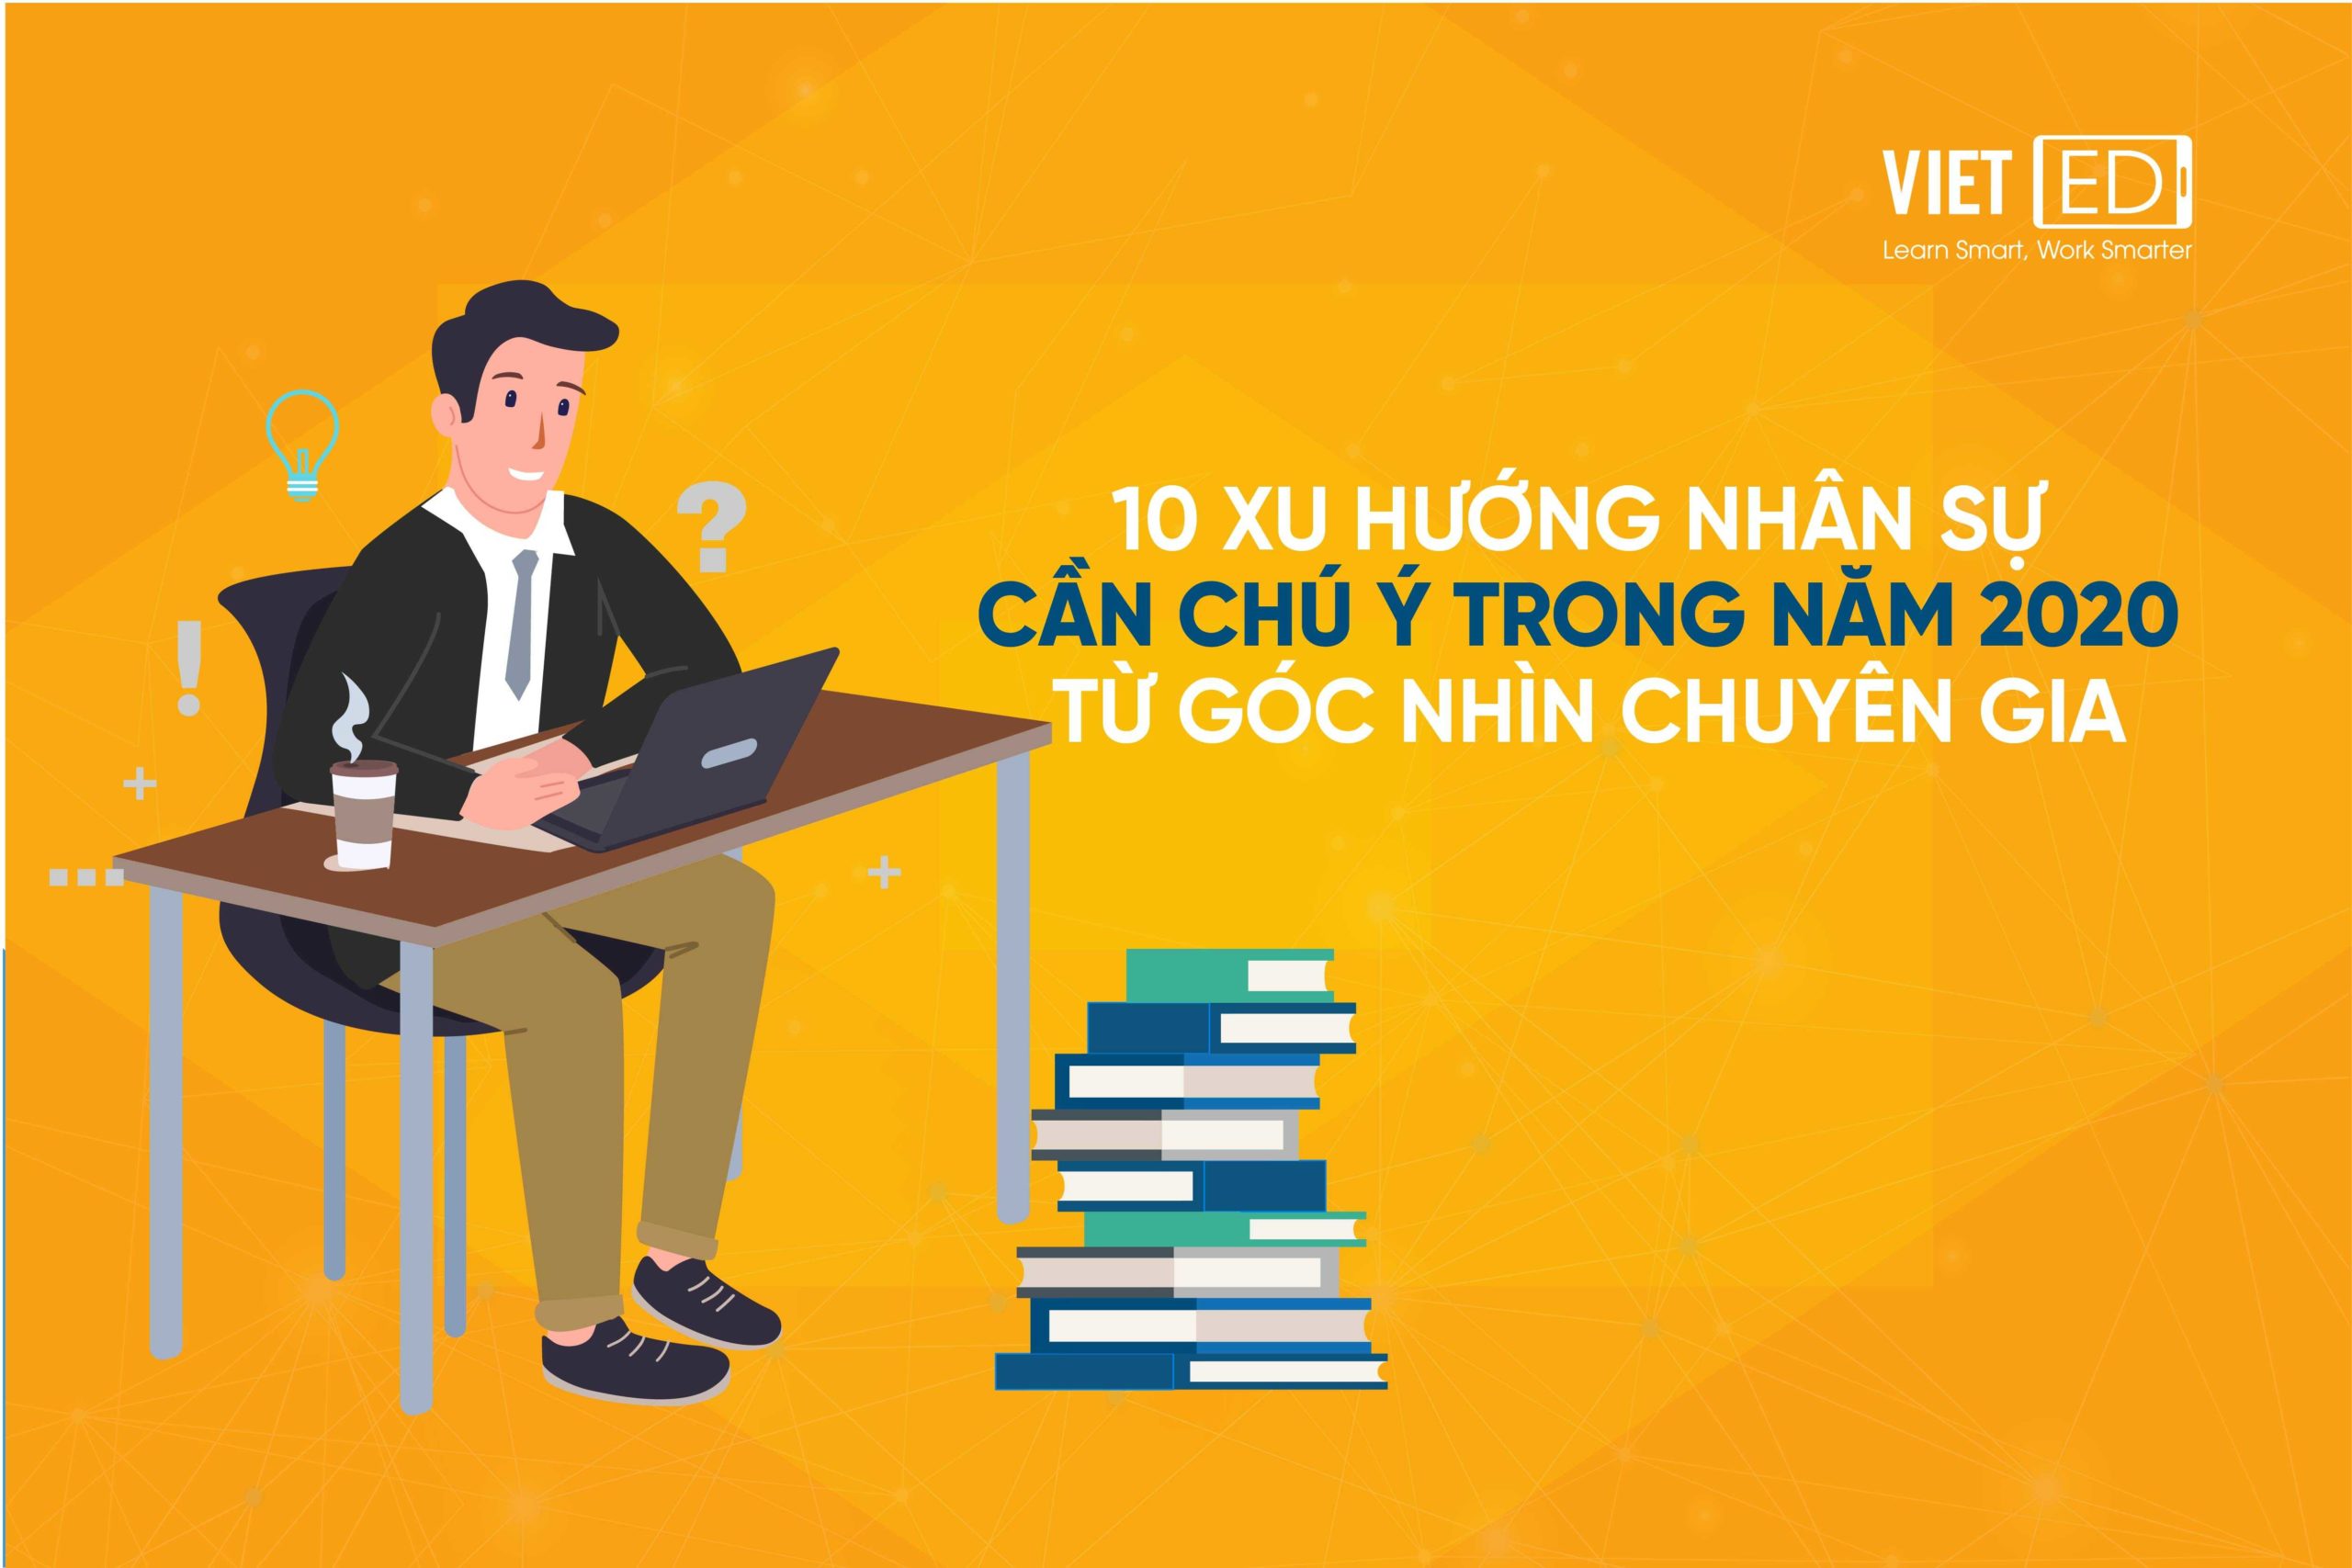 VIET ED
Learn Smart, Work Smarter
10 XU HƯỚNG NHÂN SỰ
CẦN CHÚ Ý TRONG NĂM 2020
TỪ GÓC NHÌN CHUYÊN GIA